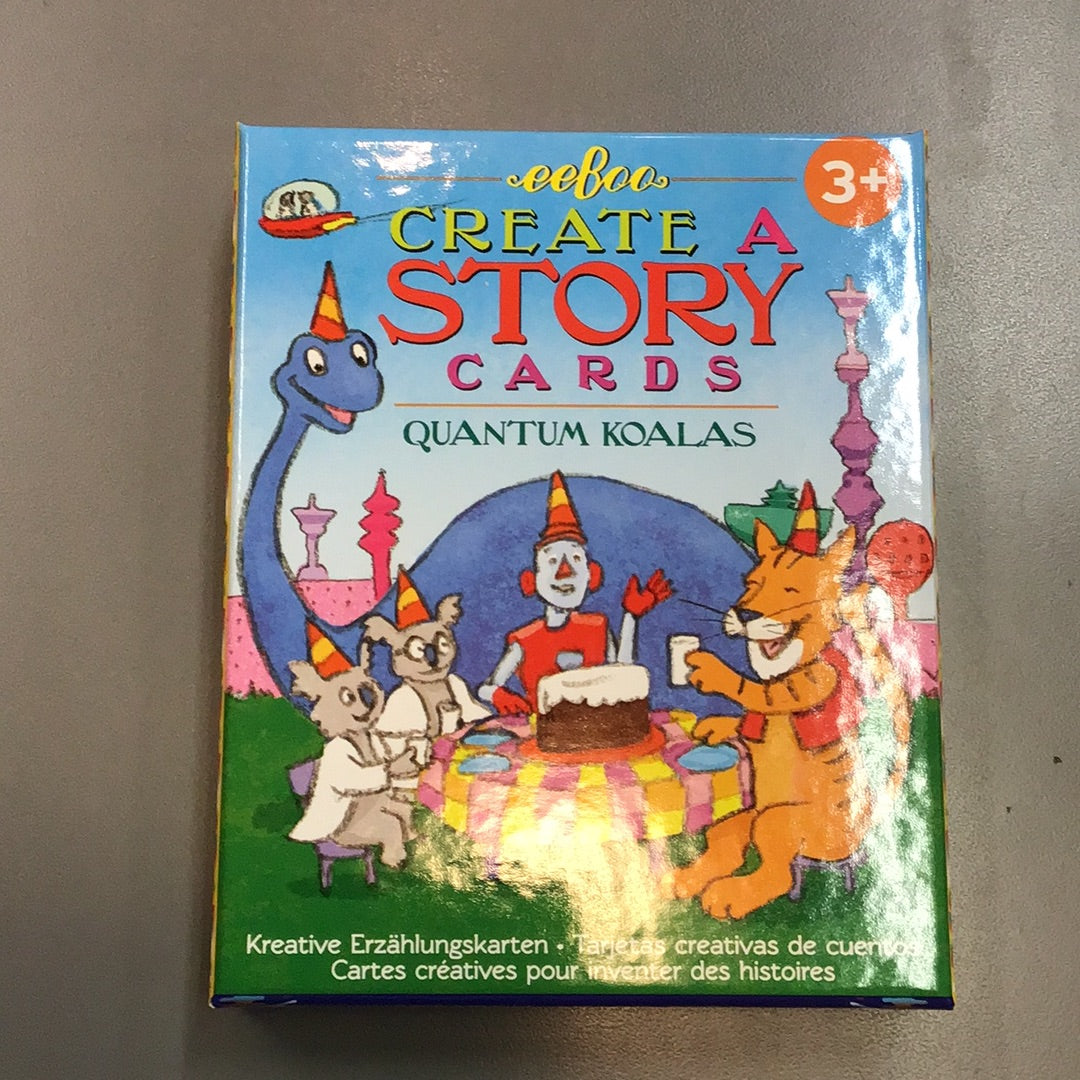 eeBoo
3+
CREATE A
STORY
CARDS
QUANTUM KOALAS
Kreative Erzählungskarten • Tarjetas creativas de cuentos
Cartes créatives pour inventer des histoires